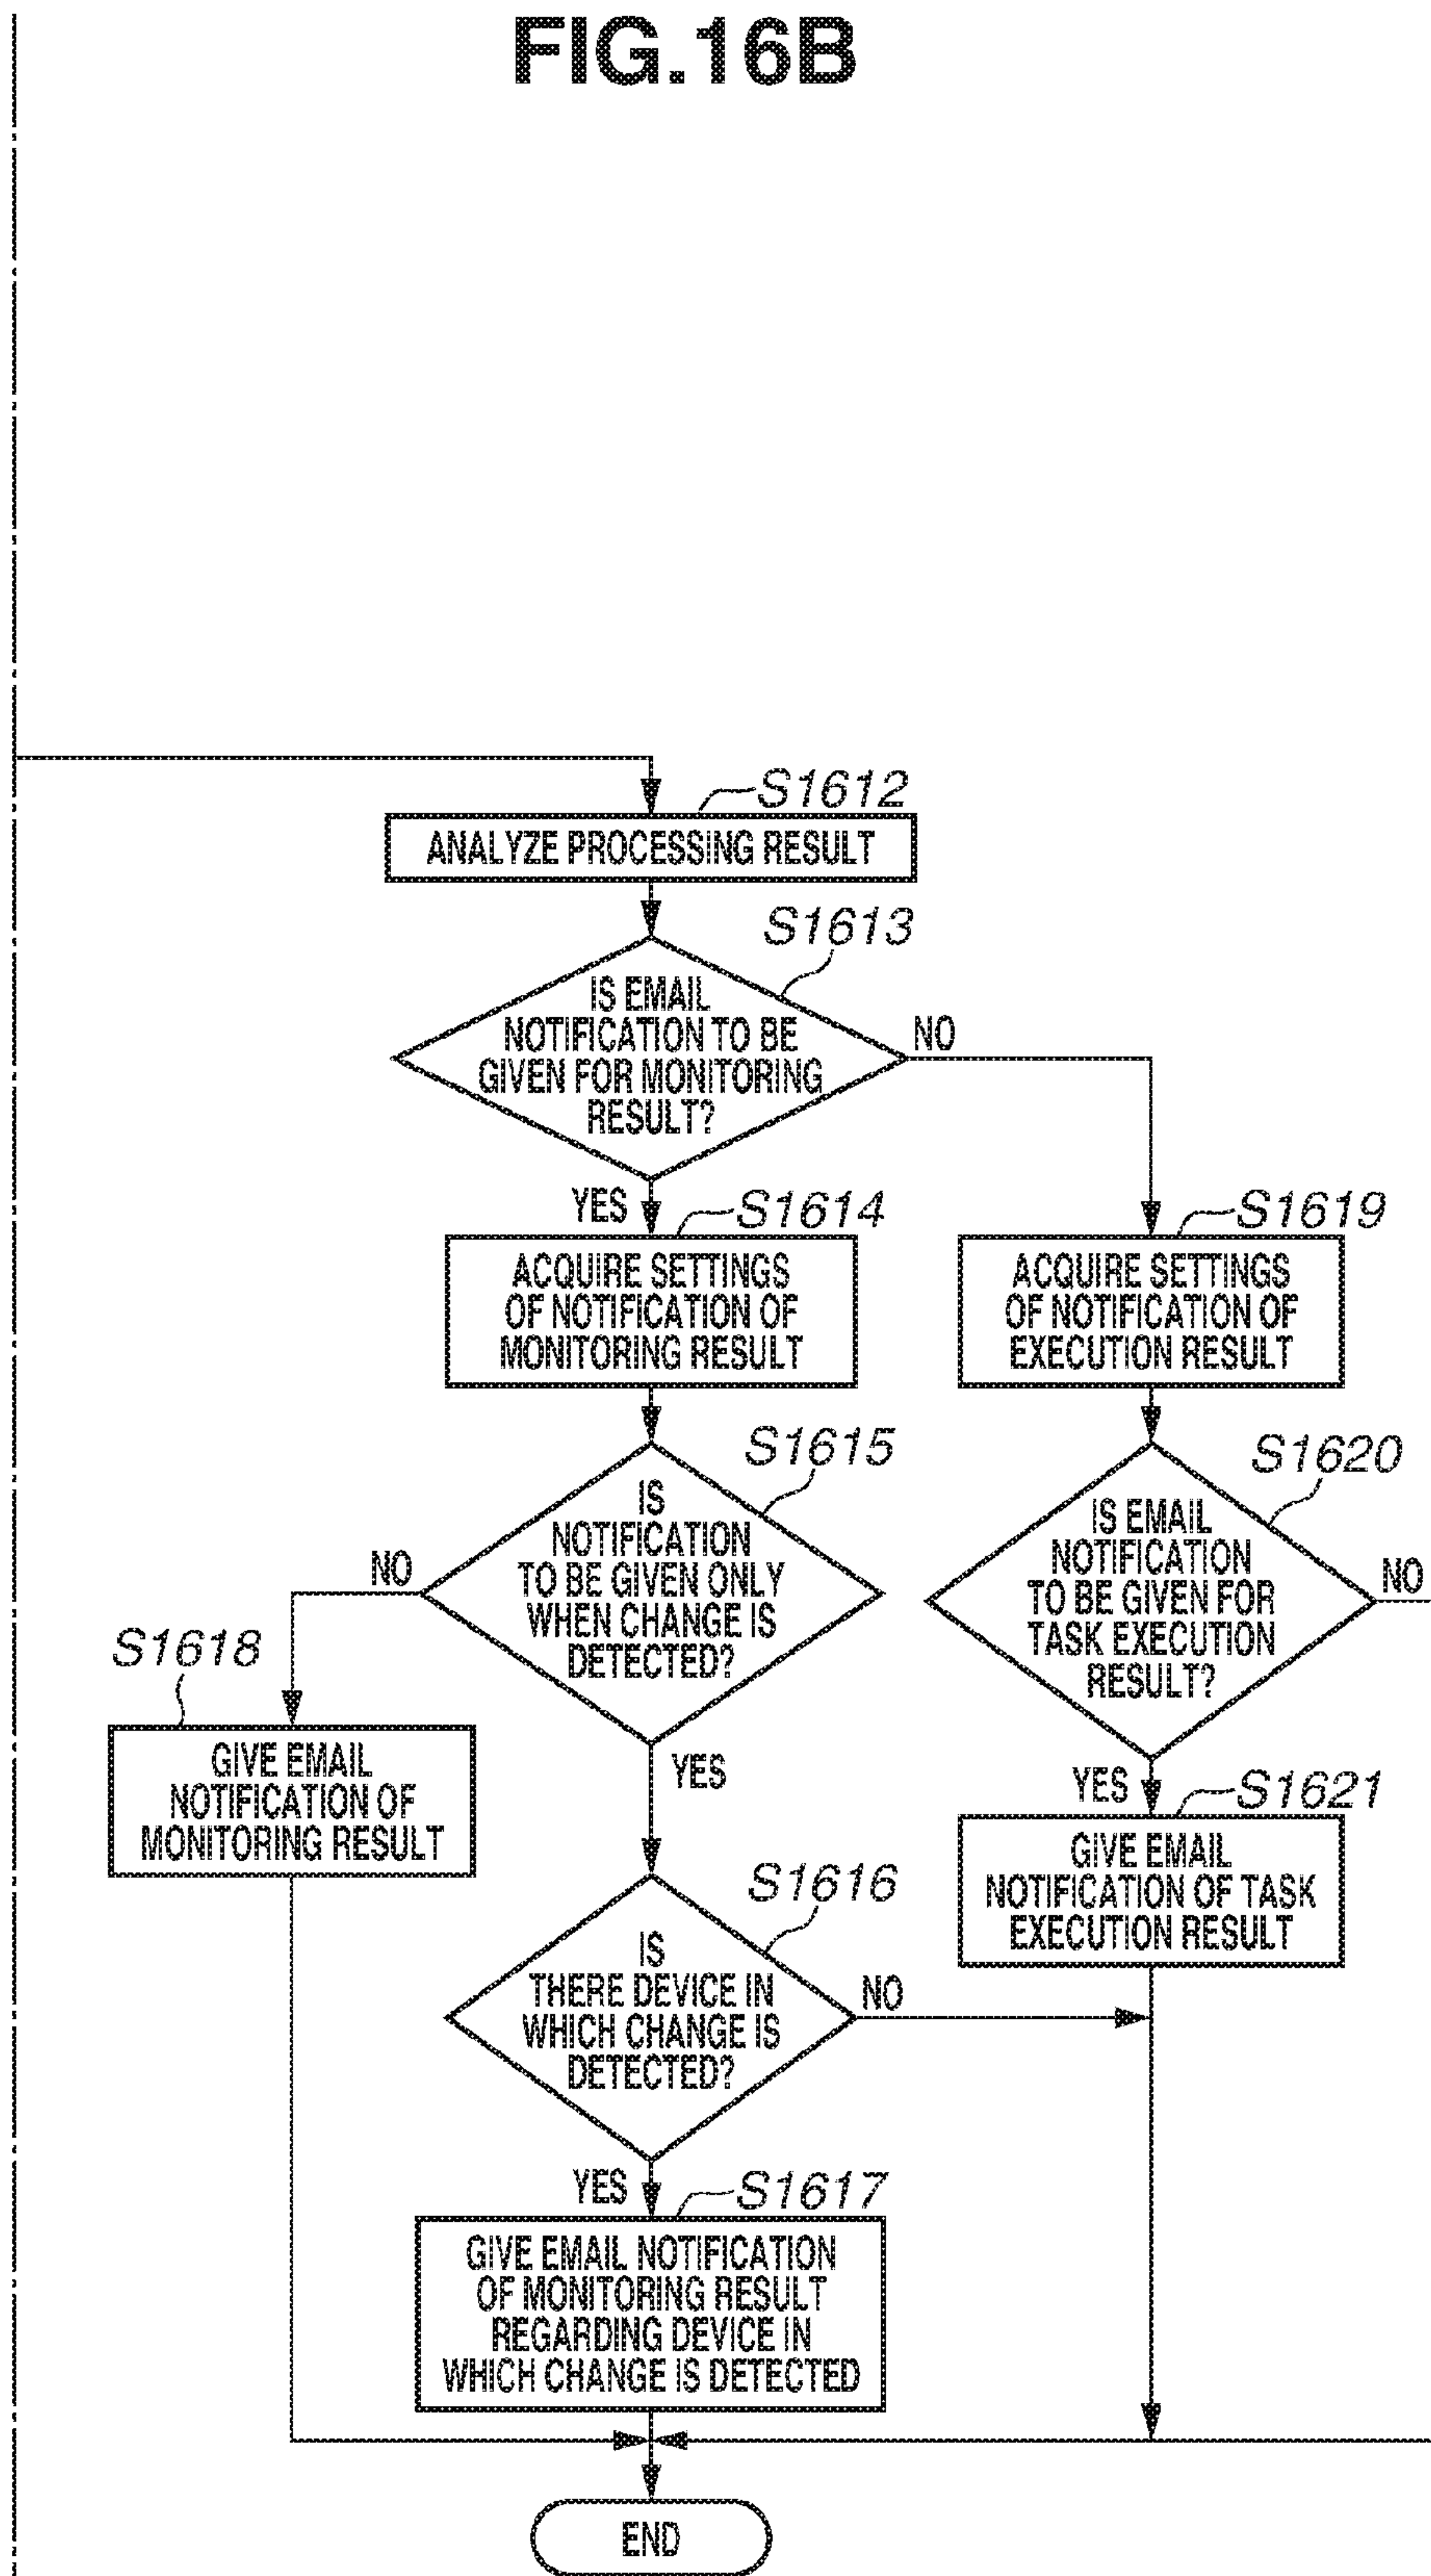 FIG.16B
S1612
ANALYZE PROCESSING RESULT
S1613
IS EMAIL
NOTIFICATION TO BE
GIVEN FOR MONITORING
RESULT?
NO
YES
S1614
ACQUIRE SETTINGS
OF NOTIFICATION OF
MONITORING RESULT
S1619
ACQUIRE SETTINGS
OF NOTIFICATION OF
EXECUTION RESULT
S1615
IS
NOTIFICATION
TO BE GIVEN ONLY
WHEN CHANGE IS
DETECTED?
NO
YES
S1620
IS EMAIL
NOTIFICATION
TO BE GIVEN FOR
TASK EXECUTION
RESULT?
NO
YES
S1618
GIVE EMAIL
NOTIFICATION OF
MONITORING RESULT
S1621
GIVE EMAIL
NOTIFICATION OF TASK
EXECUTION RESULT
S1616
IS
THERE DEVICE IN
WHICH CHANGE IS
DETECTED?
NO
YES
S1617
GIVE EMAIL NOTIFICATION
OF MONITORING RESULT
REGARDING DEVICE IN
WHICH CHANGE IS DETECTED
END